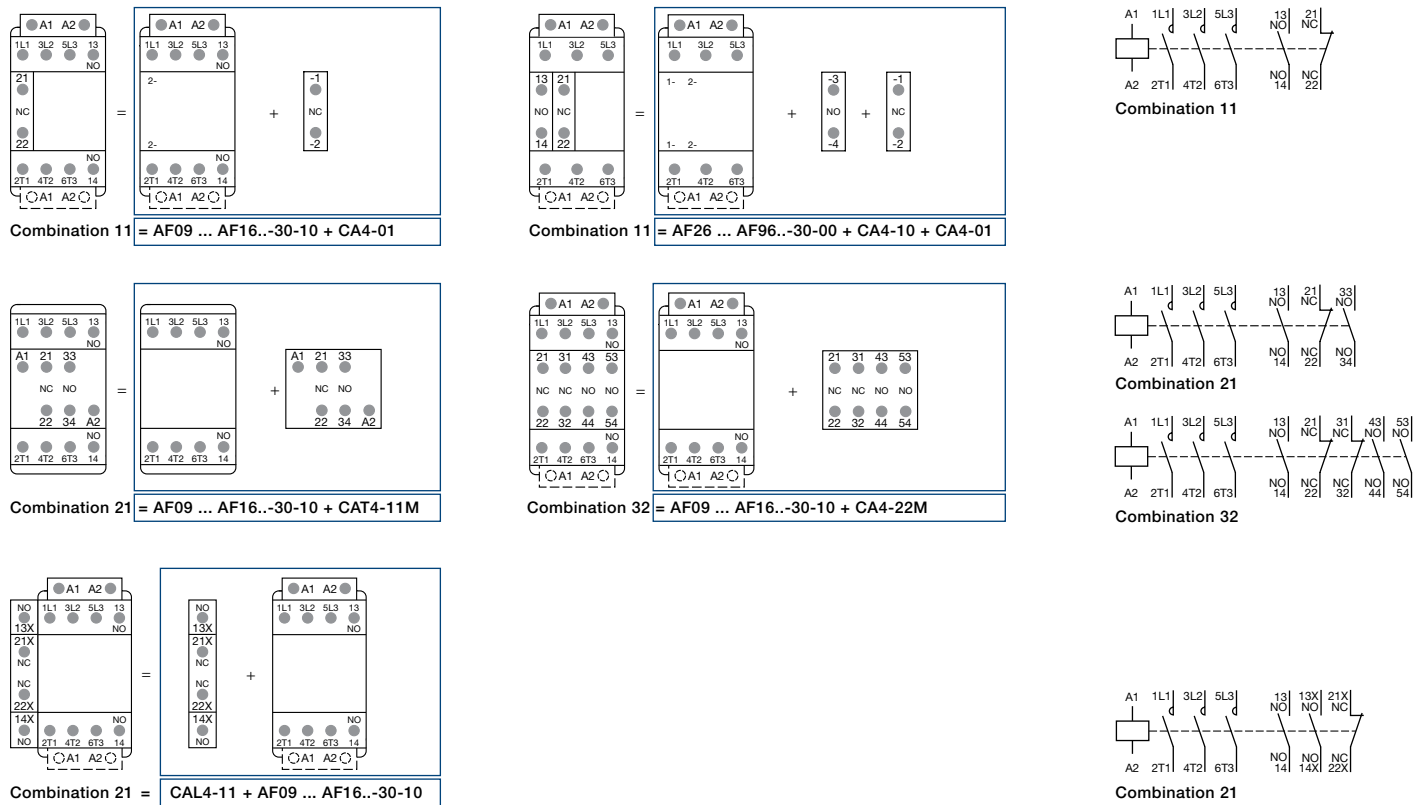 A1 A2 A1 A2
1L1 3L2 5L3 13 1L1 3L2 5L3 13
NO NO
21 2- -1
NC = + NC
22 2- -2
NO NO
2T1 4T2 6T3 14 2T1 4T2 6T3 14
A1 A2 A1 A2
Combination 11 = AF09 ... AF16..-30-10 + CA4-01
A1 A2 A1 A2
1L1 3L2 5L3 1L1 3L2 5L3
13 21 1- 2- -3 -1
NO NC = + NO + NC
14 22 1- 2- -4 -2
2T1 4T2 6T3 2T1 4T2 6T3
A1 A2 A1 A2
Combination 11 = AF26 ... AF96..-30-00 + CA4-10 + CA4-01
A1 1L1 3L2 5L3 13 21
NO NC
NO NC
A2 2T1 4T2 6T3 14 22
Combination 11
1L1 3L2 5L3 13 1L1 3L2 5L3 13
NO NO
A1 21 33 A1 21 33
NC NO = + NC NO
22 34 A2 22 34 A2
NO NO
2T1 4T2 6T3 14 2T1 4T2 6T3 14
Combination 21 = AF09 ... AF16..-30-10 + CAT4-11M
A1 A2 A1 A2
1L1 3L2 5L3 13 1L1 3L2 5L3 13
NO NO
21 31 43 53 21 31 43 53
NC NC NO NO = + NC NC NO NO
22 32 44 54 22 32 44 54
NO NO
2T1 4T2 6T3 14 2T1 4T2 6T3 14
A1 A2 A1 A2
Combination 32 = AF09 ... AF16..-30-10 + CA4-22M
A1 1L1 3L2 5L3 13 21 33
NO NC NO
NO NC NO
A2 2T1 4T2 6T3 14 22 34
Combination 21
A1 1L1 3L2 5L3 13 21 31 43 53
NO NC NC NO NO
NO NC NC NO NO
A2 2T1 4T2 6T3 14 22 32 44 54
Combination 32
A1 A2 A1 A2
NO 1L1 3L2 5L3 13 NO 1L1 3L2 5L3 13
13X NO 13X NO
21X 21X
NC NC
= +
NC NC
22X 22X
14X NO 14X NO
NO 2T1 4T2 6T3 14 NO 2T1 4T2 6T3 14
A1 A2 A1 A2
Combination 21 = CAL4-11 + AF09 ... AF16..-30-10
A1 1L1 3L2 5L3 13 13X 21X
NO NO NC
NO NO NC
A2 2T1 4T2 6T3 14 14X 22X
Combination 21